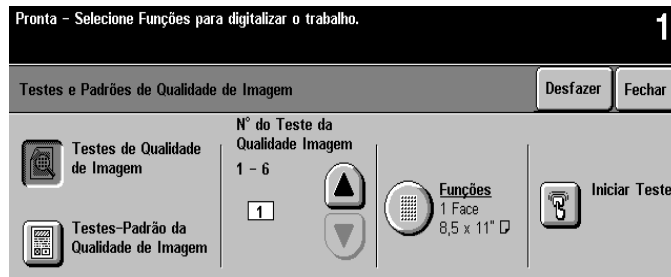 Pronta - Selecione Funções para digitalizar o trabalho.
1
Testes e Padrões de Qualidade de Imagem
Desfazer
Fechar
Testes de Qualidade
de Imagem
Testes-Padrão da
Qualidade de Imagem
N° do Teste da
Qualidade Imagem
1 - 6
1
Funções
1 Face
8,5 x 11"
Iniciar Teste